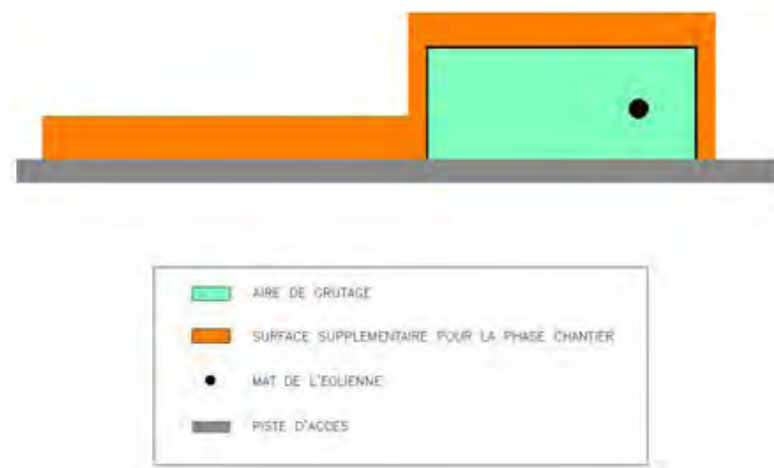 AIRE DE GRUTAGE
SURFACE SUPPLEMENTAIRE POUR LA PHASE CHANTIER
MAT DE L'EOLIENNE
PISTE D'ACCES